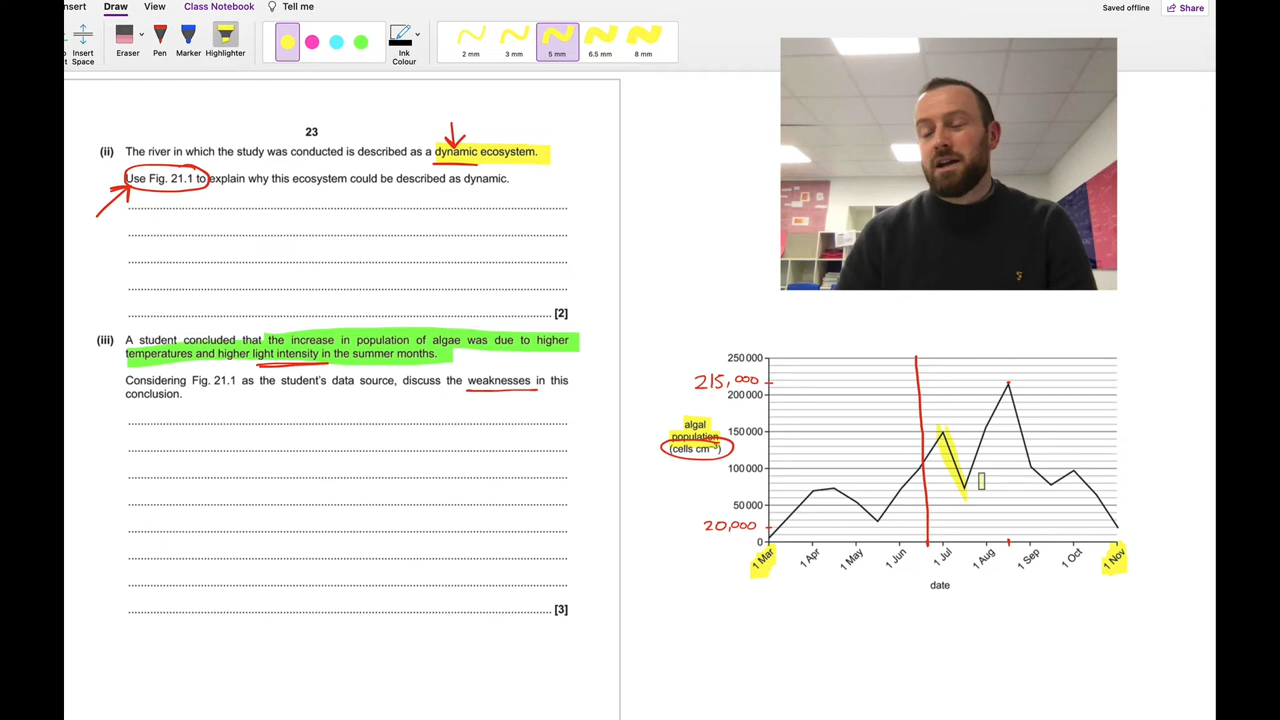 nsert
Draw
View
Class Notebook
Tell me
Saved offline
Share
Insert
Space
Eraser
Pen
Marker
Highlighter
Ink
Colour
2 mm
3 mm
5 mm
6.5 mm
8 mm
23
(ii) The river in which the study was conducted is described as a dynamic ecosystem.
Use Fig. 21.1 to explain why this ecosystem could be described as dynamic.
[2]
(iii) A student concluded that the increase in population of algae was due to higher
temperatures and higher light intensity in the summer months.
Considering Fig. 21.1 as the student's data source, discuss the weaknesses in this
conclusion.
[3]
250 000
215,000
200 000
algal
population
(cells cm⁻³)
150 000
100 000
50 000
20,000
0
1 Mar
1 Apr
1 May
1 Jun
1 Jul
1 Aug
1 Sep
1 Oct
1 Nov
date